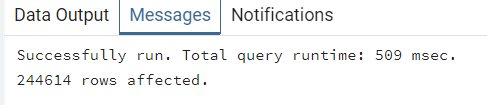 Data Output Messages Notifications
Successfully run. Total query runtime: 509 msec.
244614 rows affected.